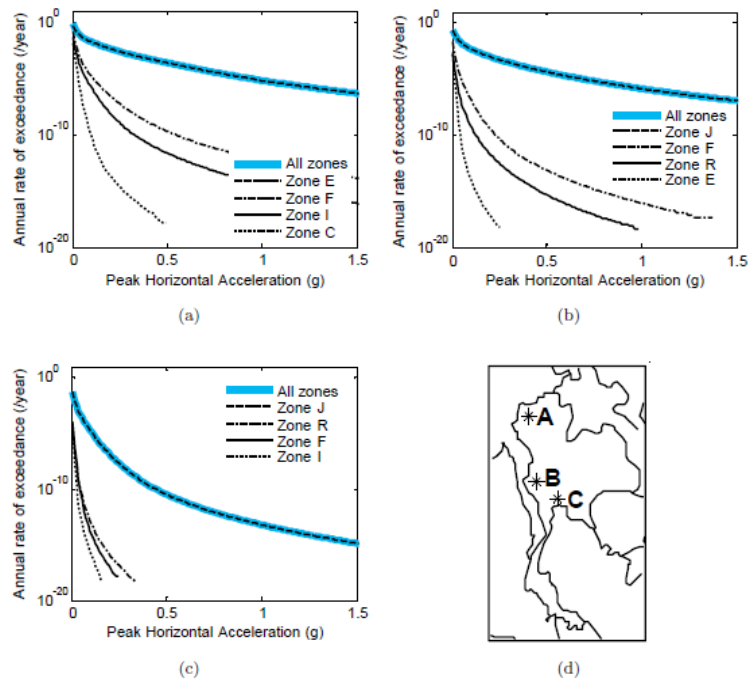 Annual rate of exceedance (/year)
10^0
10^-10
10^-20
0
0.5
1
1.5
Peak Horizontal Acceleration (g)
All zones
Zone E
Zone F
Zone I
Zone C
(a)
Annual rate of exceedance (/year)
10^0
10^-10
10^-20
0
0.5
1
1.5
Peak Horizontal Acceleration (g)
All zones
Zone J
Zone F
Zone R
Zone E
(b)
Annual rate of exceedance (/year)
10^0
10^-10
10^-20
0
0.5
1
1.5
Peak Horizontal Acceleration (g)
All zones
Zone J
Zone R
Zone F
Zone I
(c)
A
B
C
(d)